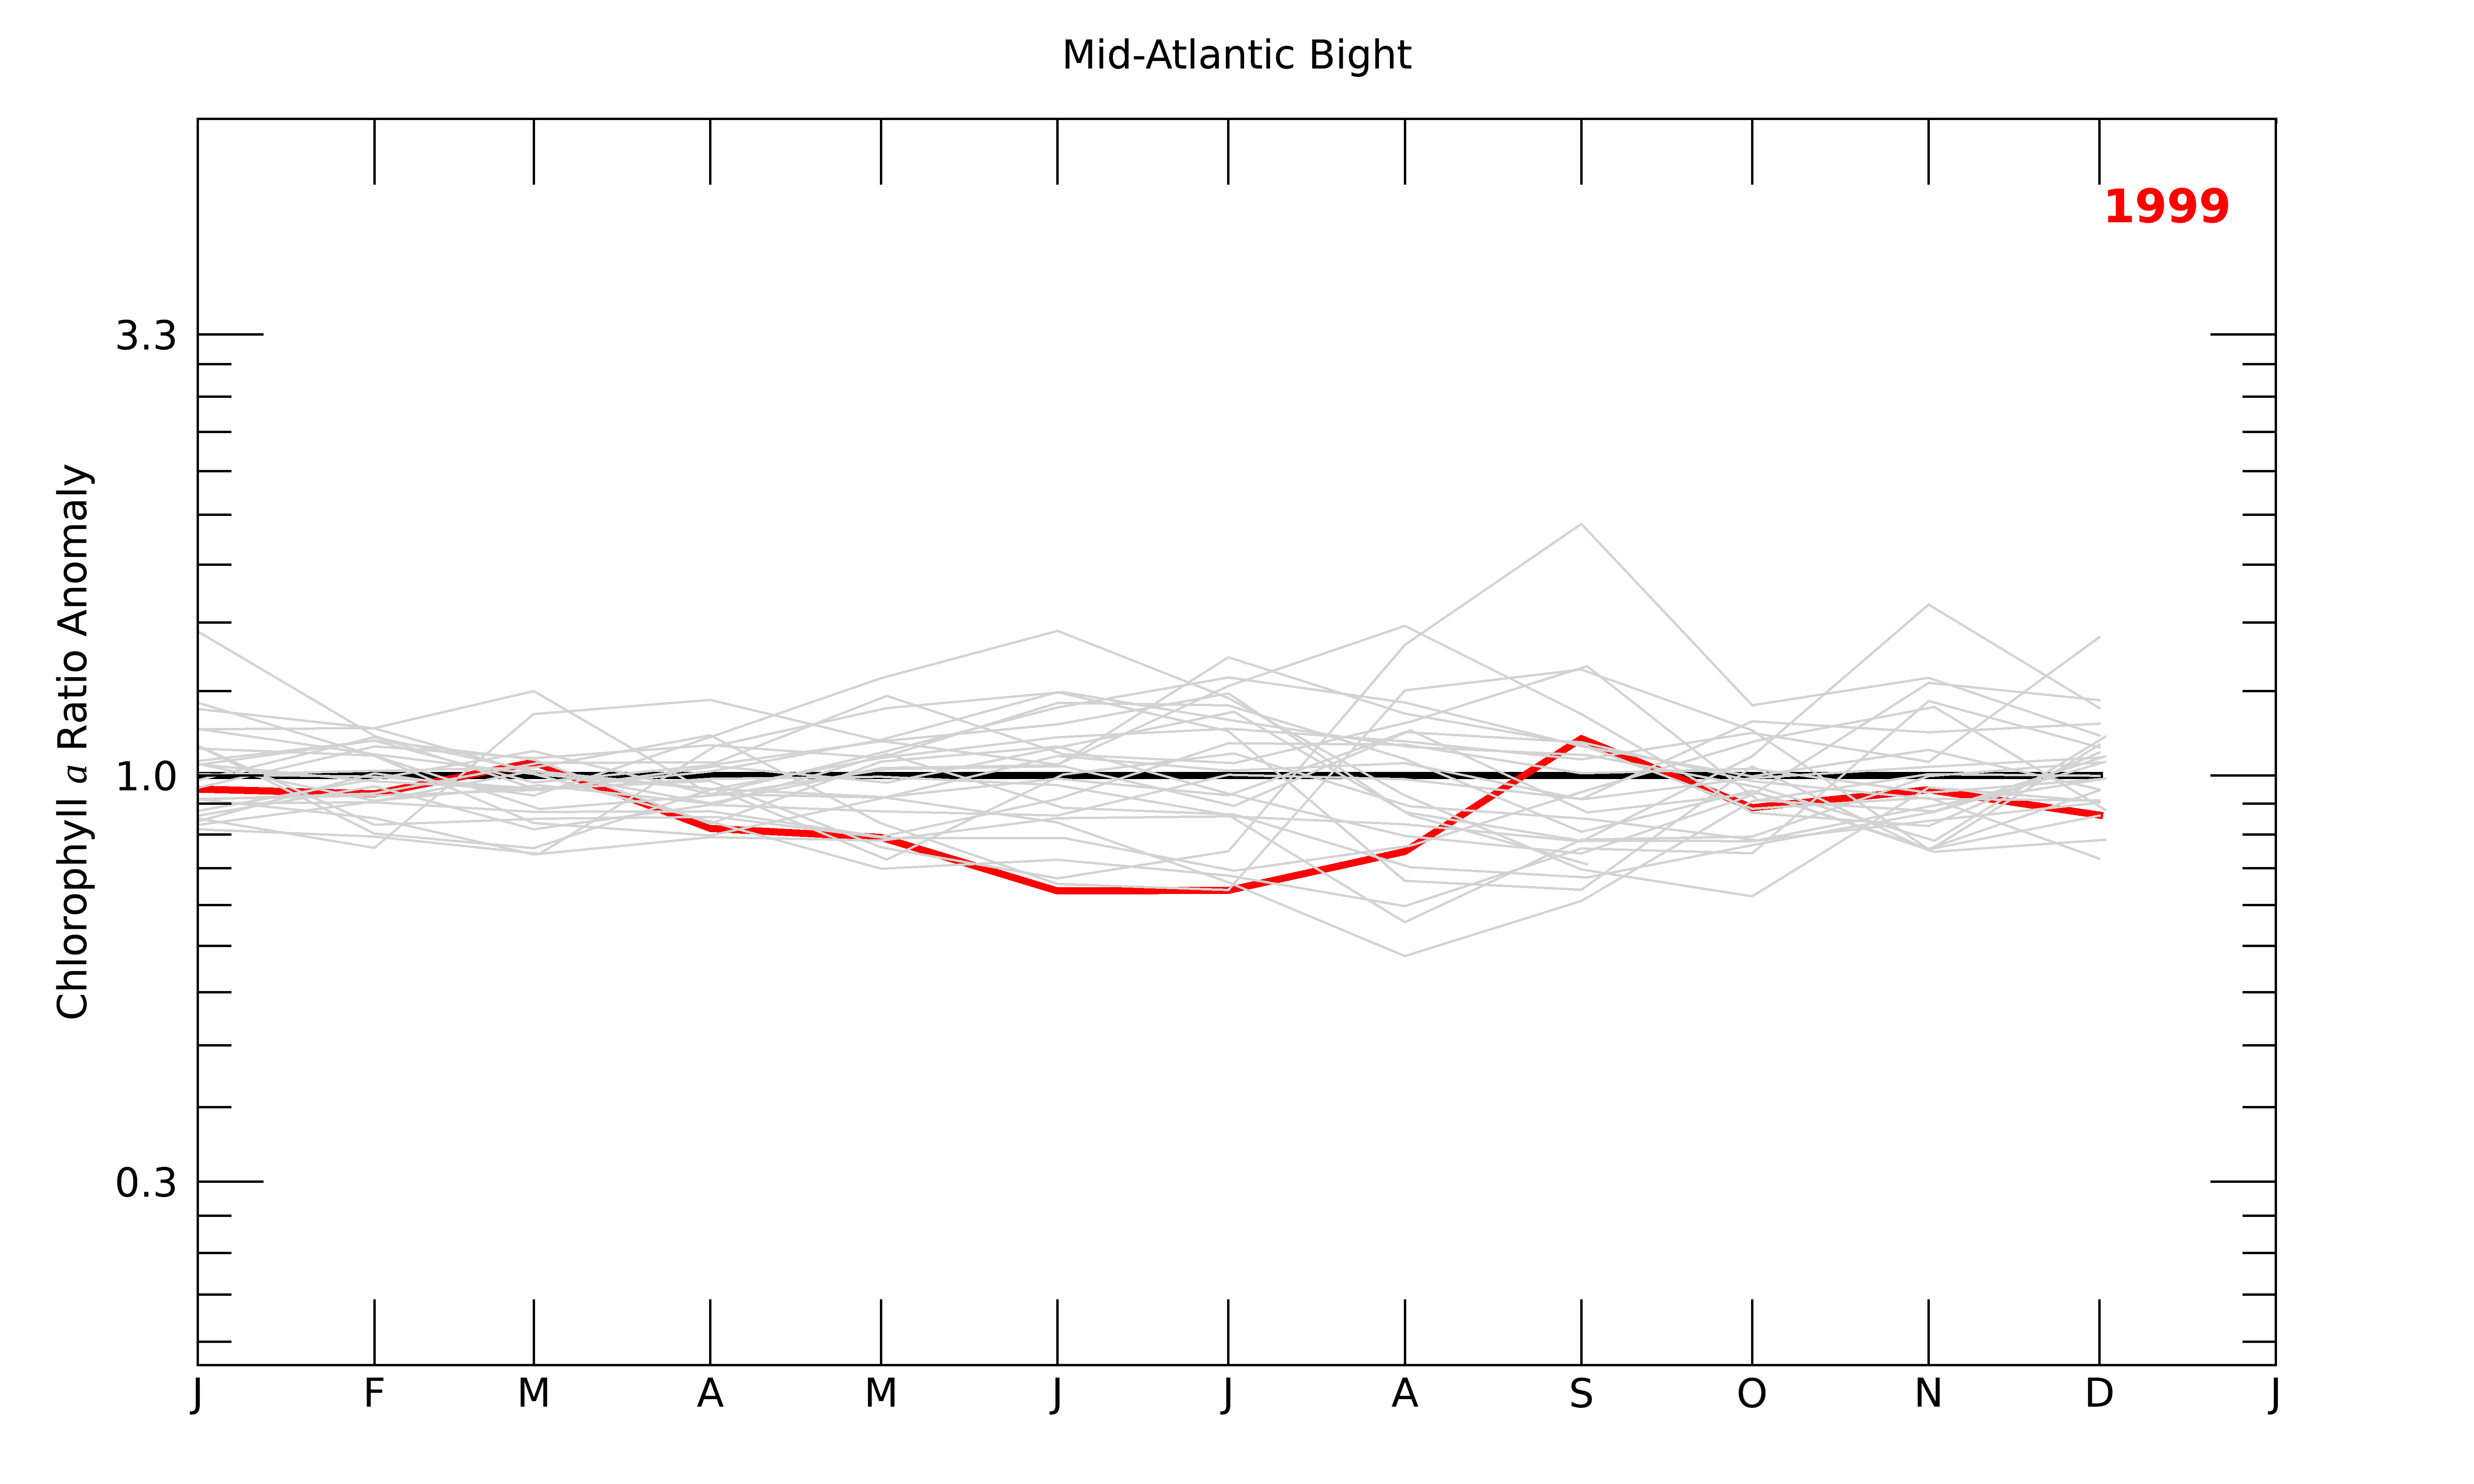 Mid-Atlantic Bight
1999
Chlorophyll a Ratio Anomaly
3.3
1.0
0.3
J F M A M J J A S O N D J